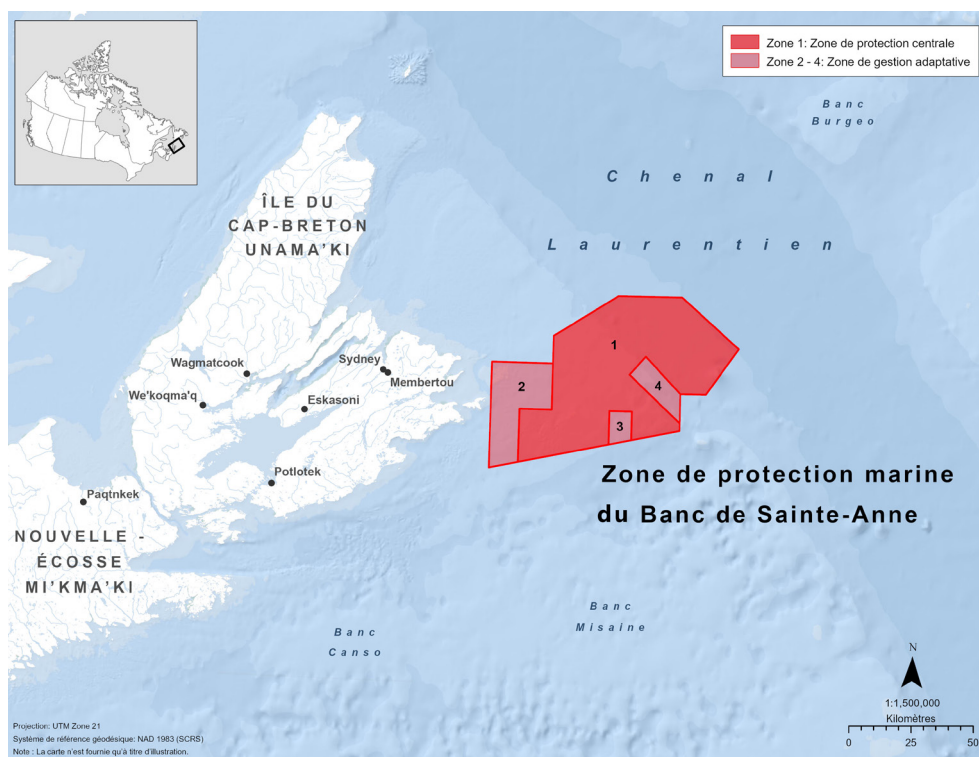 Zone 1: Zone de protection centrale
Zone 2 - 4: Zone de gestion adaptative
Banc
Burgeo
Chenal
Laurentien
ÎLE DU
CAP-BRETON
UNAMA'KI
Wagmatcook
Sydney
Membertou
We'koqma'q
Eskasoni
Potlotek
Paqtnkek
NOUVELLE -
ÉCOSSE
MI'KMA'KI
1
2
3
4
Zone de protection marine
du Banc de Sainte-Anne
Banc
Misaine
Banc
Canso
N
1:1,500,000
Kilomètres
0 25 50
Projection: UTM Zone 21
Système de référence géodésique: NAD 1983 (SCRS)
Note : La carte n'est fournie qu'à titre d'illustration.